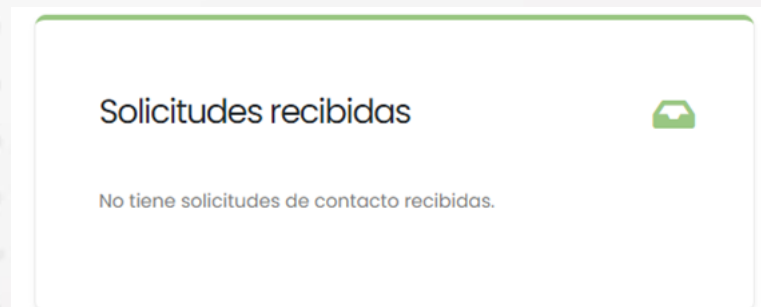 Solicitudes recibidas
No tiene solicitudes de contacto recibidas.